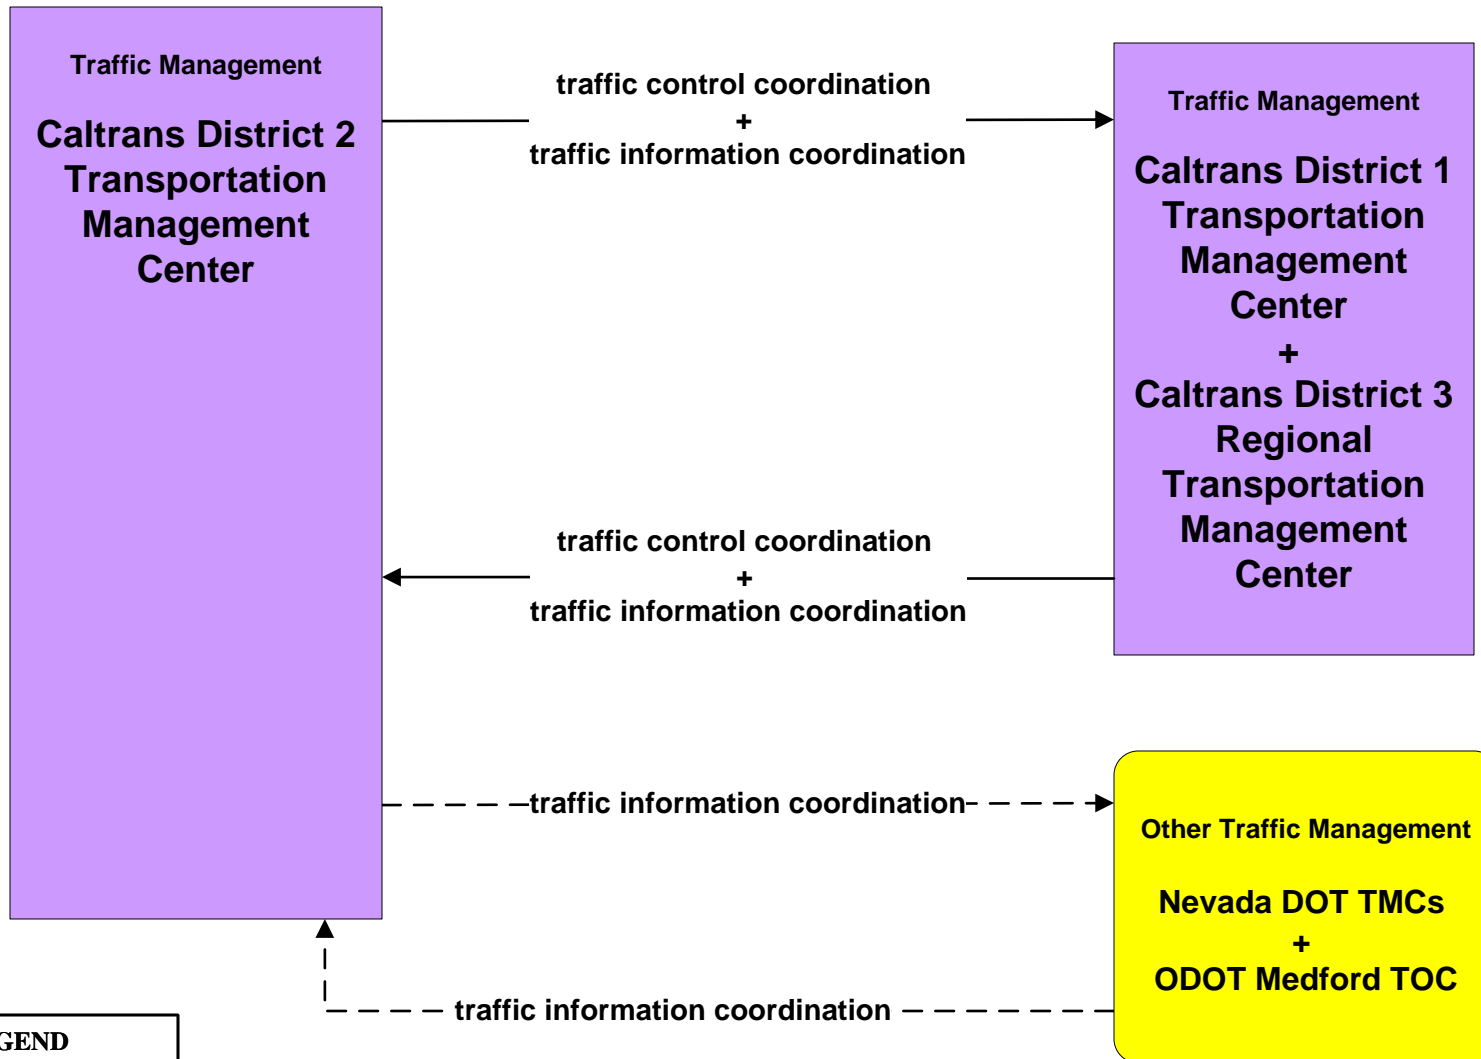 Traffic Management
Caltrans District 2
Transportation
Management
Center
traffic control coordination
+
traffic information coordination
Traffic Management
Caltrans District 1
Transportation
Management
Center
+
Caltrans District 3
Regional
Transportation
Management
Center
traffic control coordination
+
traffic information coordination
traffic information coordination
Other Traffic Management
Nevada DOT TMCs
+
ODOT Medford TOC
traffic information coordination
GEND